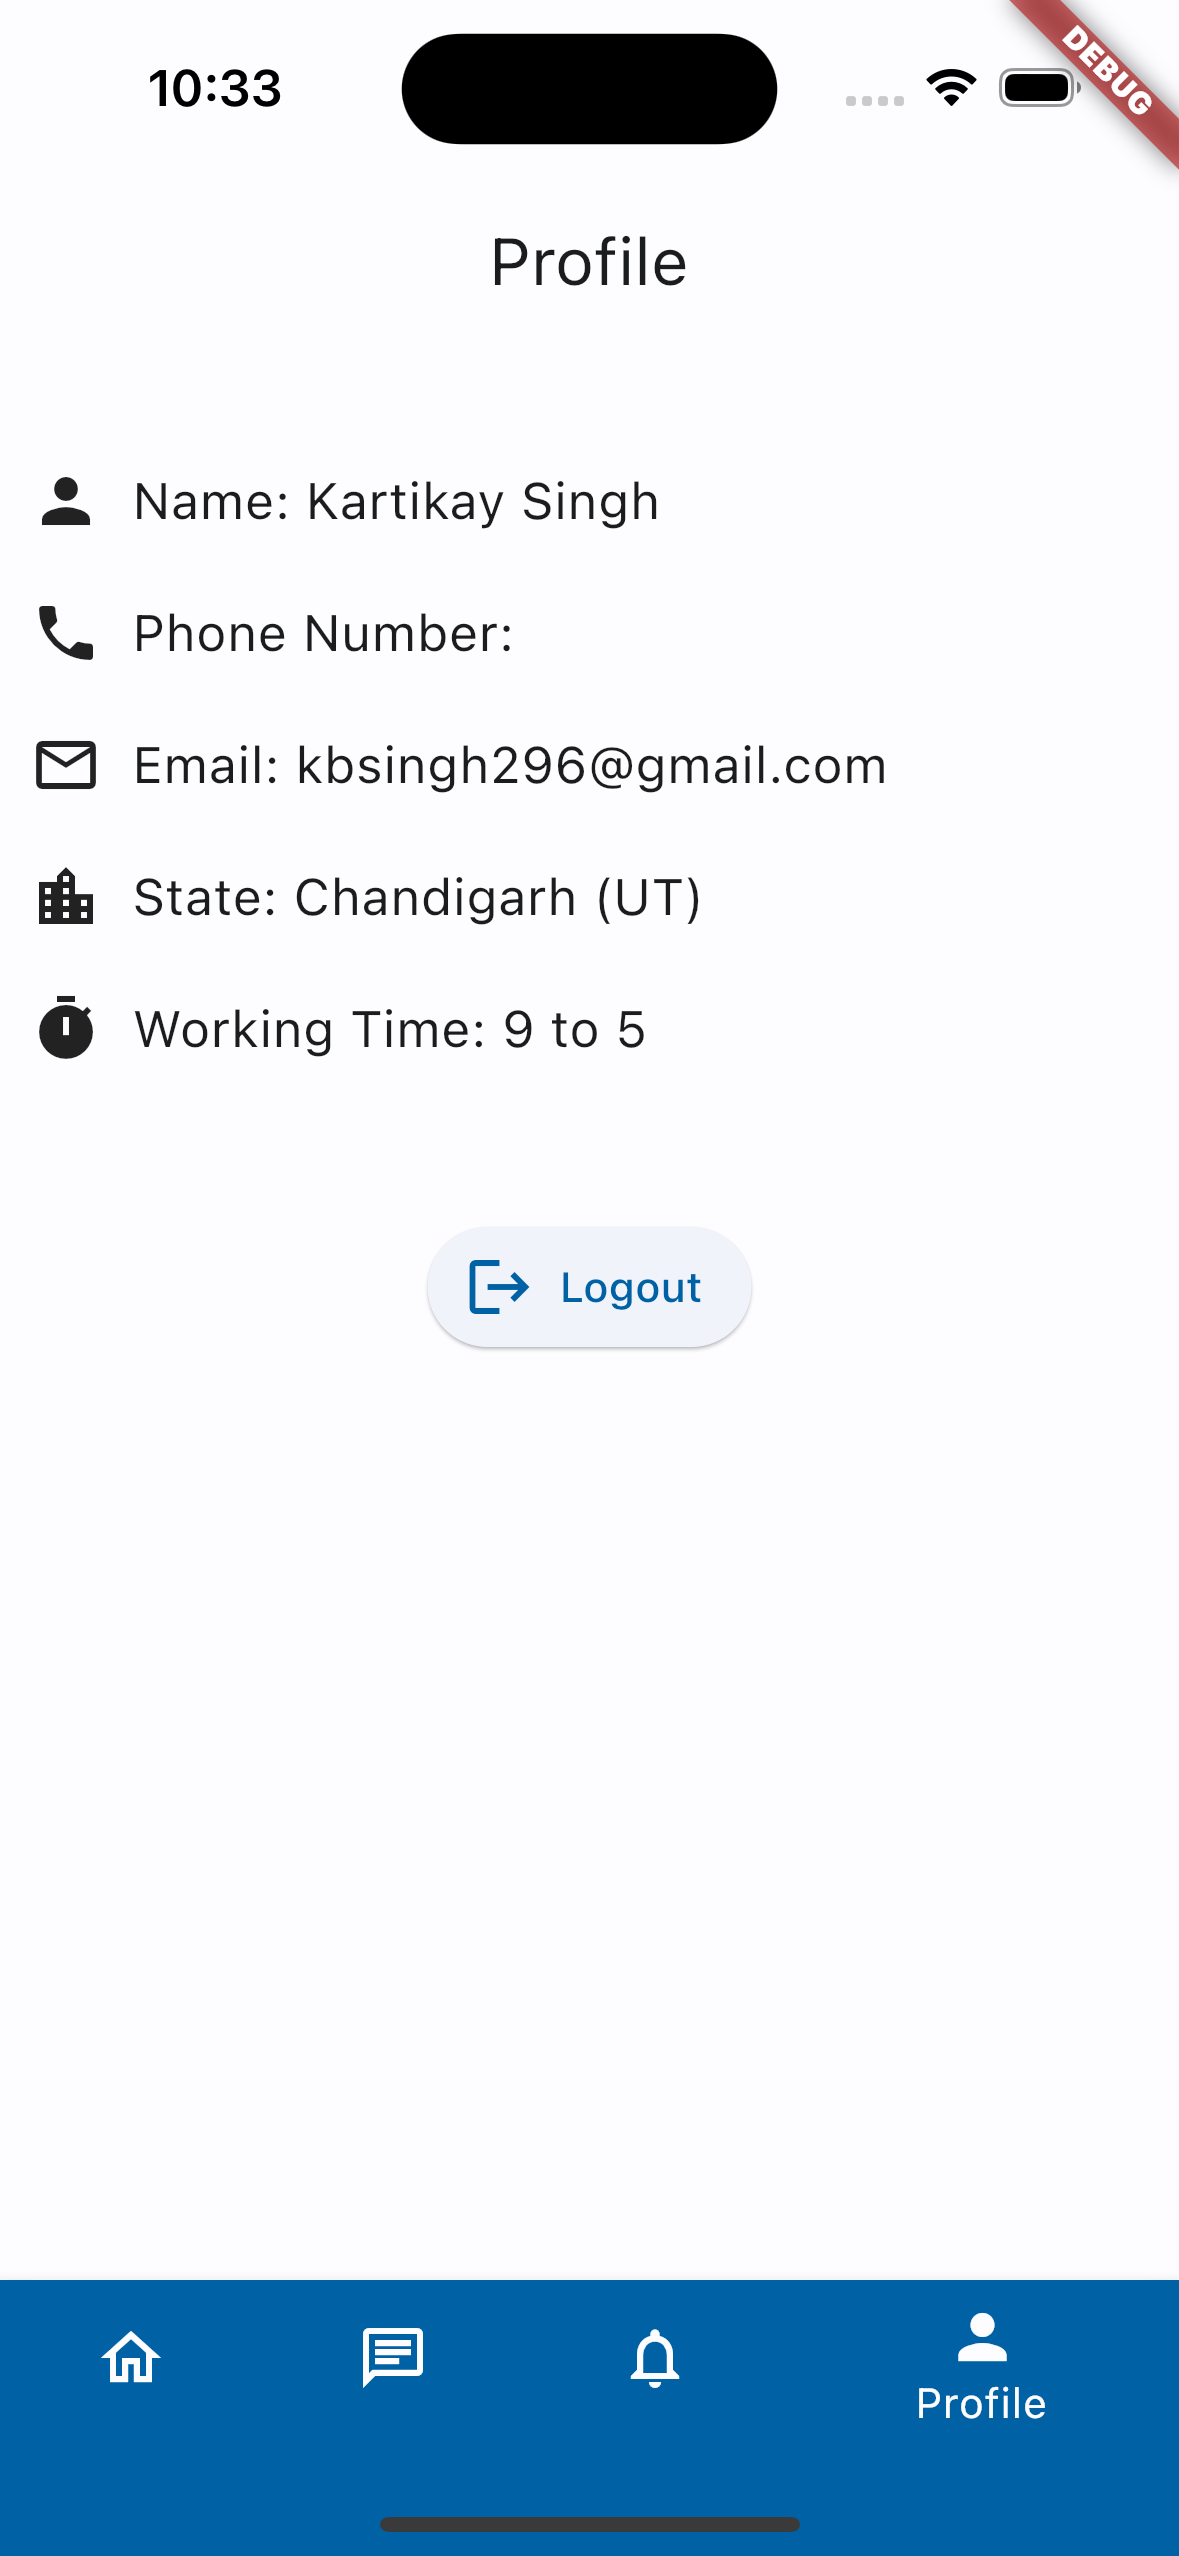 10:33
DEBUG
Profile
Name: Kartikay Singh
Phone Number:
Email: kbsingh296@gmail.com
State: Chandigarh (UT)
Working Time: 9 to 5
Logout
Profile